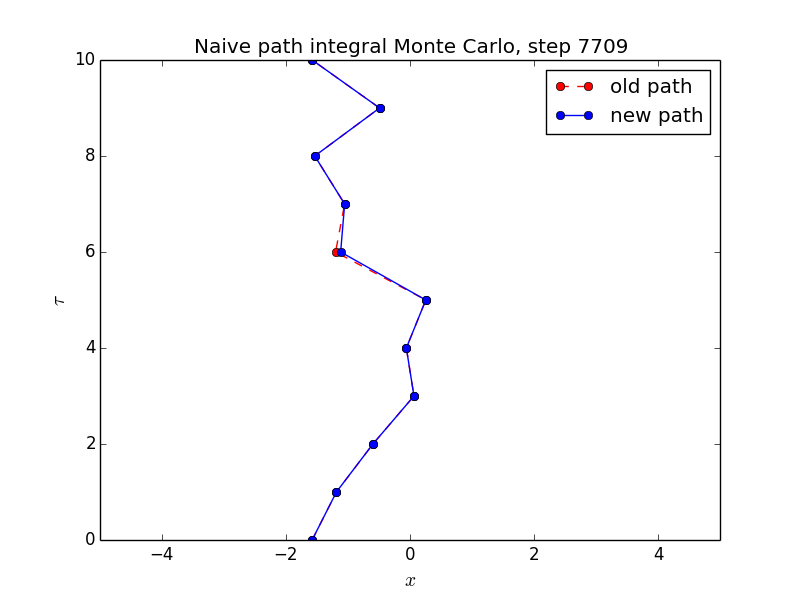 Naive path integral Monte Carlo, step 7709
old path
new path
10
8
6
4
2
0
τ
−4 −2 0 2 4
x